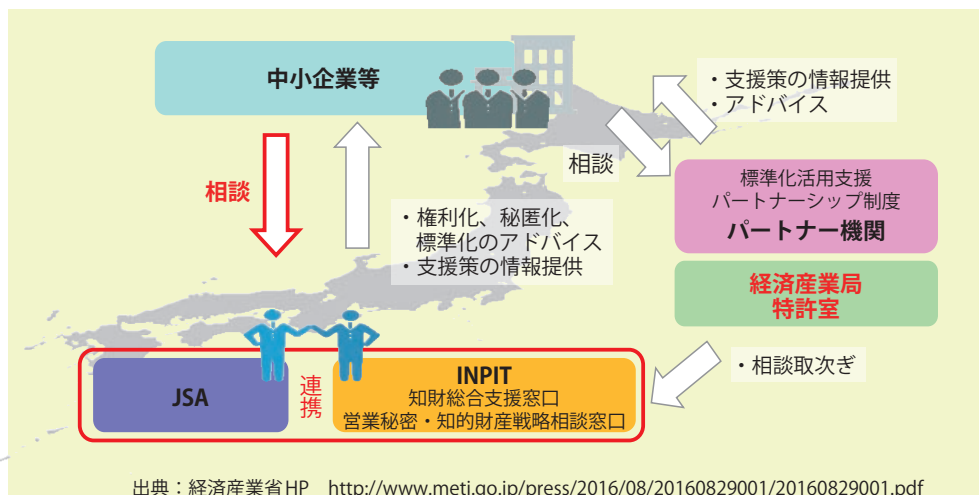 中小企業等
・支援策の情報提供
・アドバイス
相談
相談
標準化活用支援
パートナーシップ制度
パートナー機関
・権利化、秘匿化、
標準化のアドバイス
・支援策の情報提供
経済産業局
特許室
・相談取次ぎ
JSA
連携
INPIT
知財総合支援窓口
営業秘密・知的財産戦略相談窓口
出典：経済産業省HP　http://www.meti.go.jp/press/2016/08/20160829001/20160829001.pdf